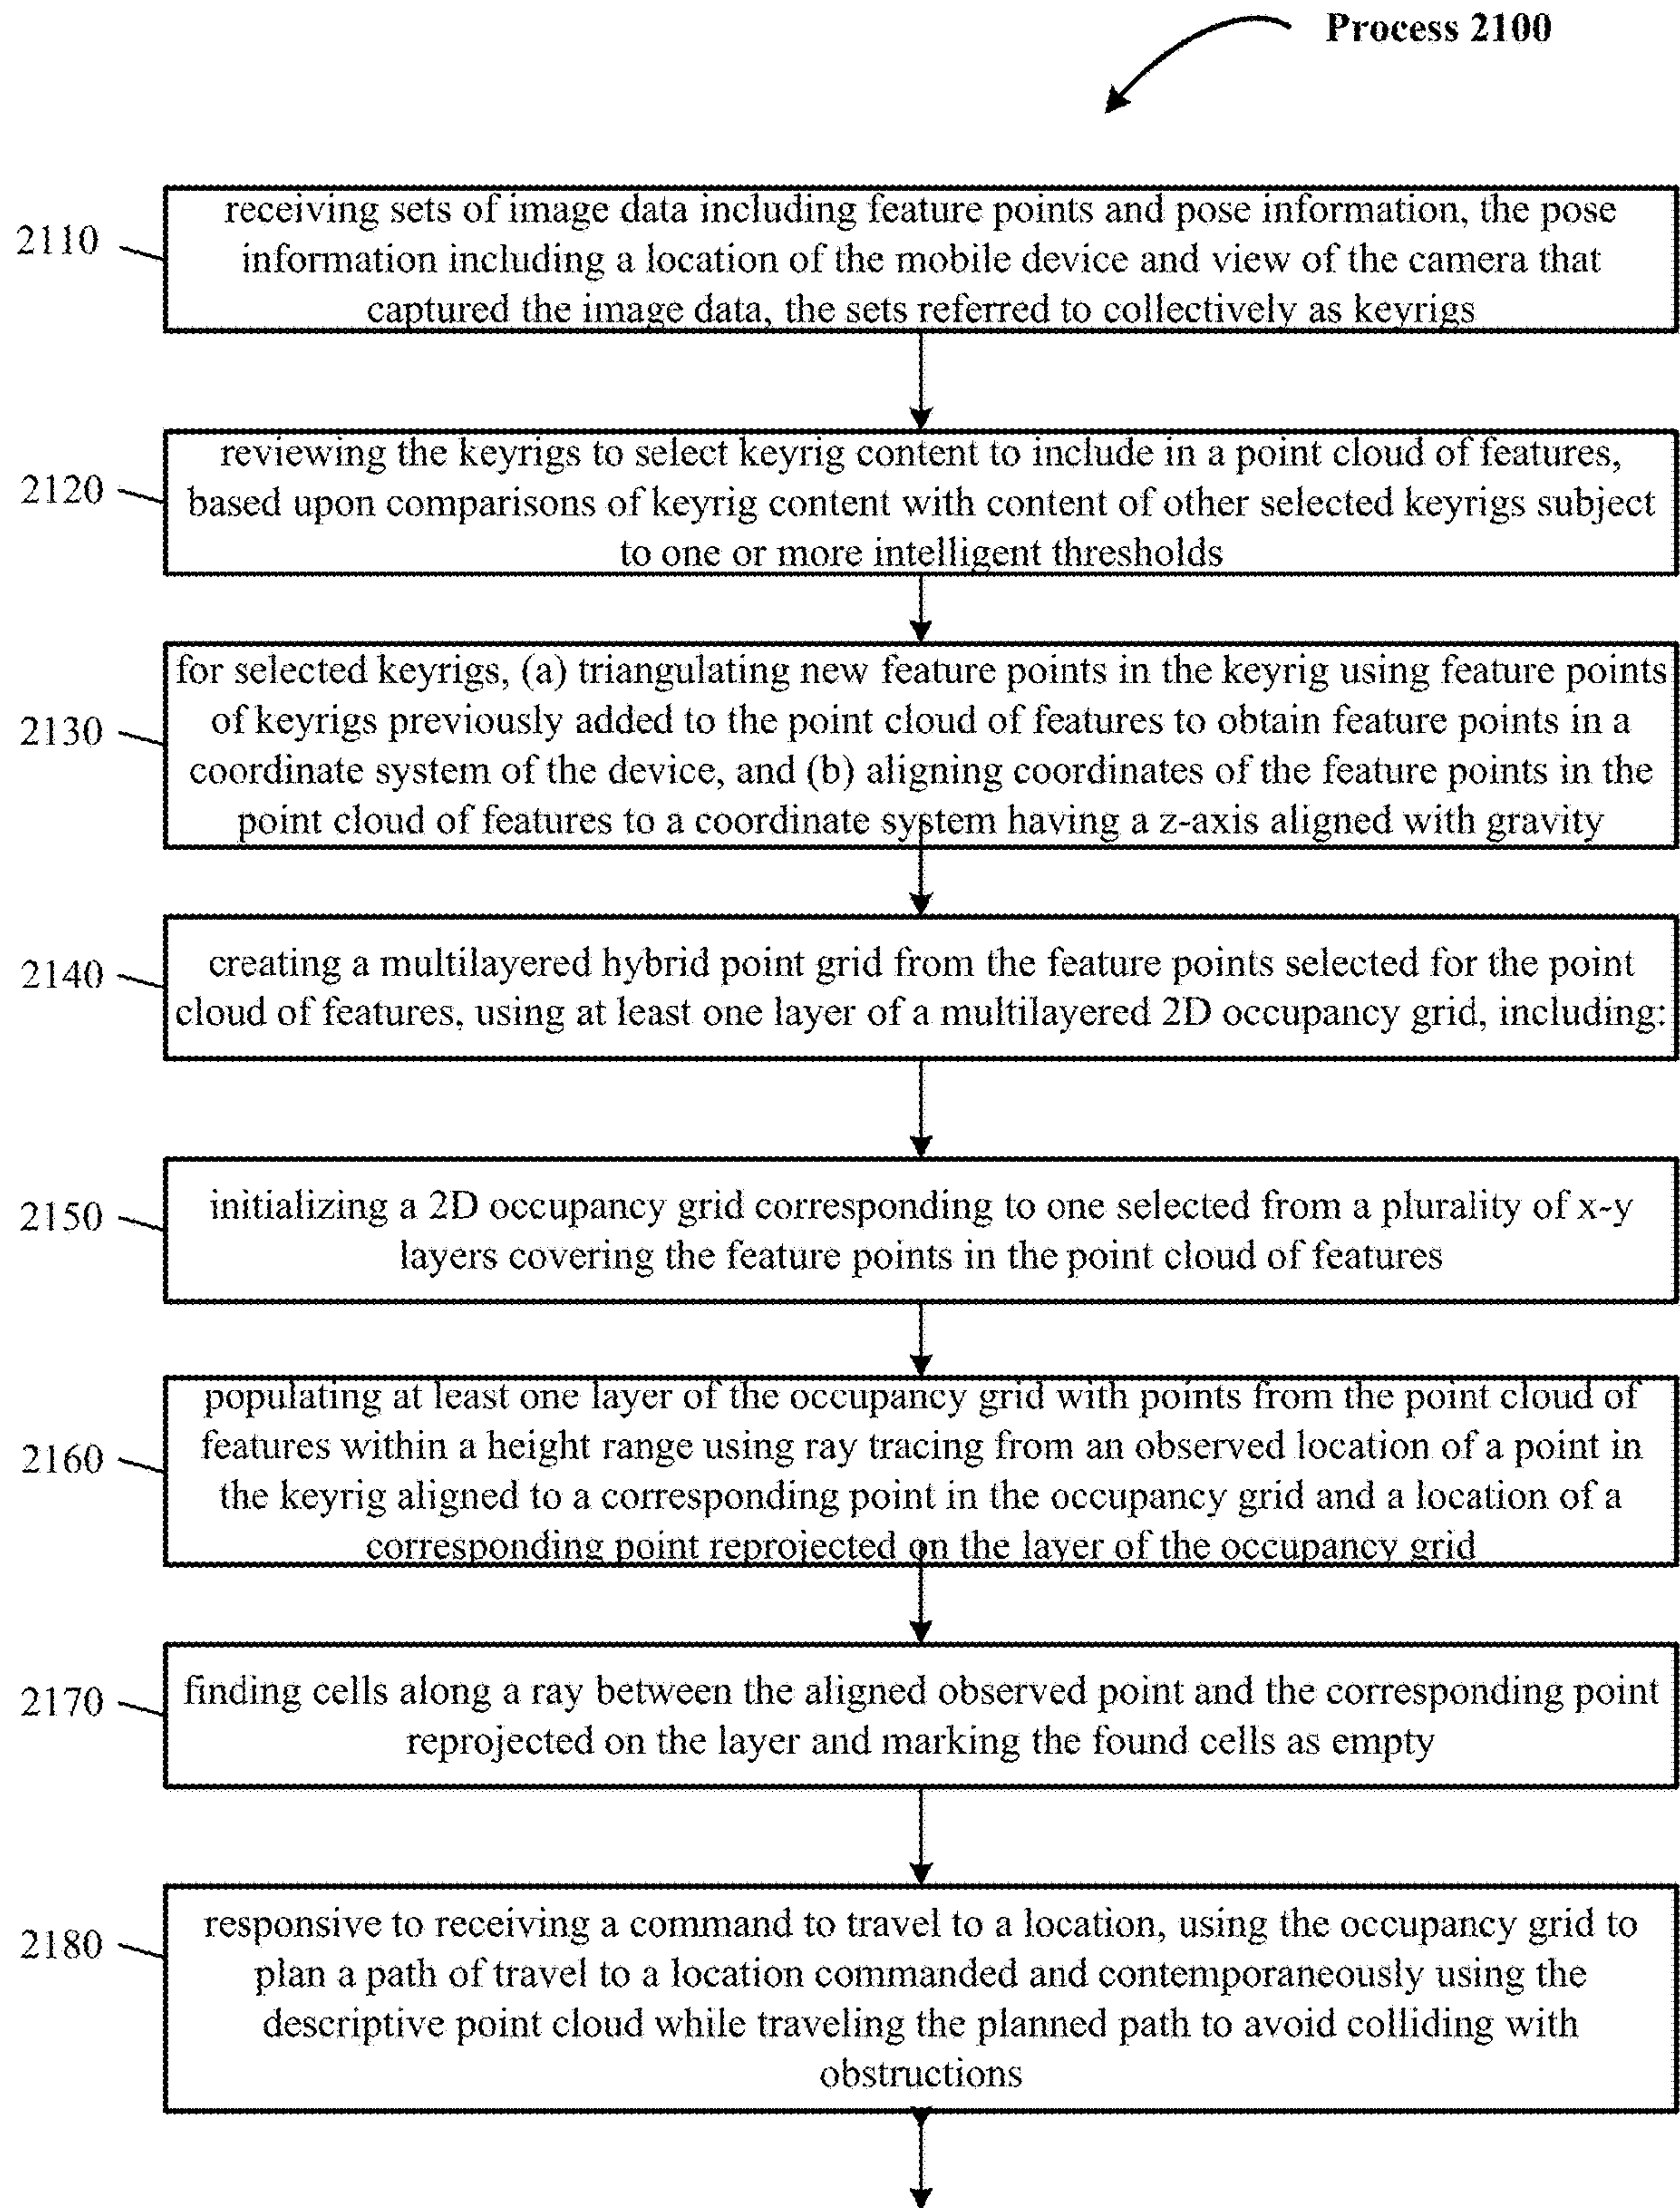 Process 2100
2110
receiving sets of image data including feature points and pose information, the pose
information including a location of the mobile device and view of the camera that
captured the image data, the sets referred to collectively as keyrigs
2120
reviewing the keyrigs to select keyrig content to include in a point cloud of features,
based upon comparisons of keyrig content with content of other selected keyrigs subject
to one or more intelligent thresholds
2130
for selected keyrigs, (a) triangulating new feature points in the keyrig using feature points
of keyrigs previously added to the point cloud of features to obtain feature points in a
coordinate system of the device, and (b) aligning coordinates of the feature points in the
point cloud of features to a coordinate system having a z-axis aligned with gravity
2140
creating a multilayered hybrid point grid from the feature points selected for the point
cloud of features, using at least one layer of a multilayered 2D occupancy grid, including:
2150
initializing a 2D occupancy grid corresponding to one selected from a plurality of x-y
layers covering the feature points in the point cloud of features
2160
populating at least one layer of the occupancy grid with points from the point cloud of
features within a height range using ray tracing from an observed location of a point in
the keyrig aligned to a corresponding point in the occupancy grid and a location of a
corresponding point reprojected on the layer of the occupancy grid
2170
finding cells along a ray between the aligned observed point and the corresponding point
reprojected on the layer and marking the found cells as empty
2180
responsive to receiving a command to travel to a location, using the occupancy grid to
plan a path of travel to a location commanded and contemporaneously using the
descriptive point cloud while traveling the planned path to avoid colliding with
obstructions